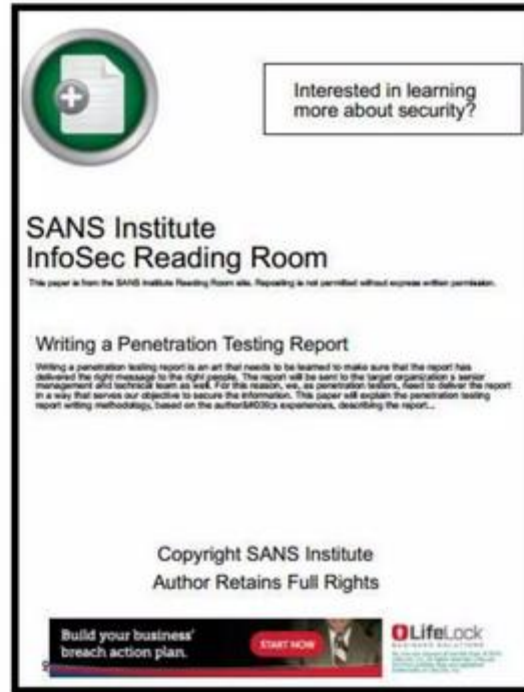 Interested in learning
more about security?
SANS Institute
InfoSec Reading Room
This paper is from the SANS Institute Reading Room site. Reposting is not permitted without express written permission.
Writing a Penetration Testing Report
Writing a penetration testing report is an art that needs to be learned to make sure that the report has
delivered the right message to the right people. The report will be sent to the target organization s senior
management and technical team as well. For this reason, we, as penetration testers, need to deliver the report
in a way that serves our objective to secure the information. This paper will explain the penetration testing
report writing methodology, based on the author&#039;s experiences, describing the report...
Copyright SANS Institute
Author Retains Full Rights
Build your business'
breach action plan.
START NOW
LifeLock
BUSINESS SOLUTIONS